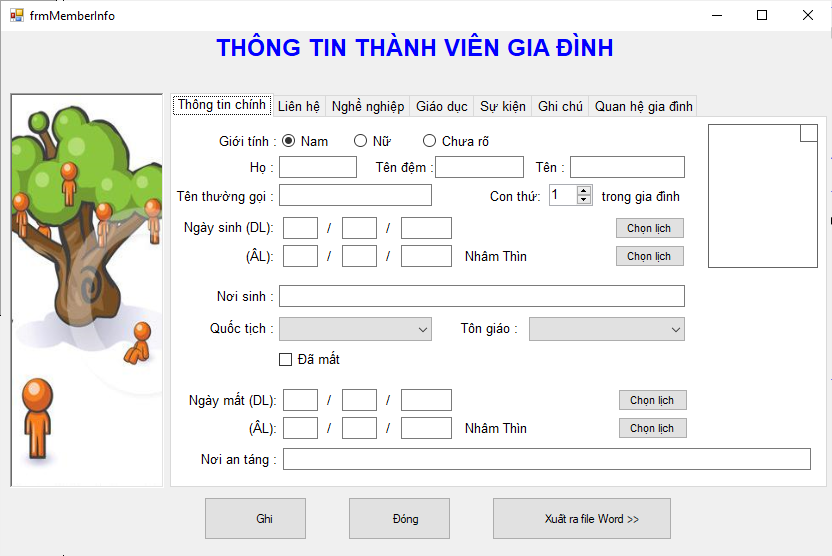 frmMemberInfo
THÔNG TIN THÀNH VIÊN GIA ĐÌNH
Thông tin chính Liên hệ Nghề nghiệp Giáo dục Sự kiện Ghi chú Quan hệ gia đình
Giới tính : Nam Nữ Chưa rõ
Họ : Tên đệm : Tên :
Tên thường gọi : Con thứ: 1 trong gia đình
Ngày sinh (DL): / / Chọn lịch
(ÂL): / / Nhâm Thìn Chọn lịch
Nơi sinh :
Quốc tịch : Tôn giáo :
Đã mất
Ngày mất (DL): / / Chọn lịch
(ÂL): / / Nhâm Thìn Chọn lịch
Nơi an táng :
Ghi Đóng Xuất ra file Word >>